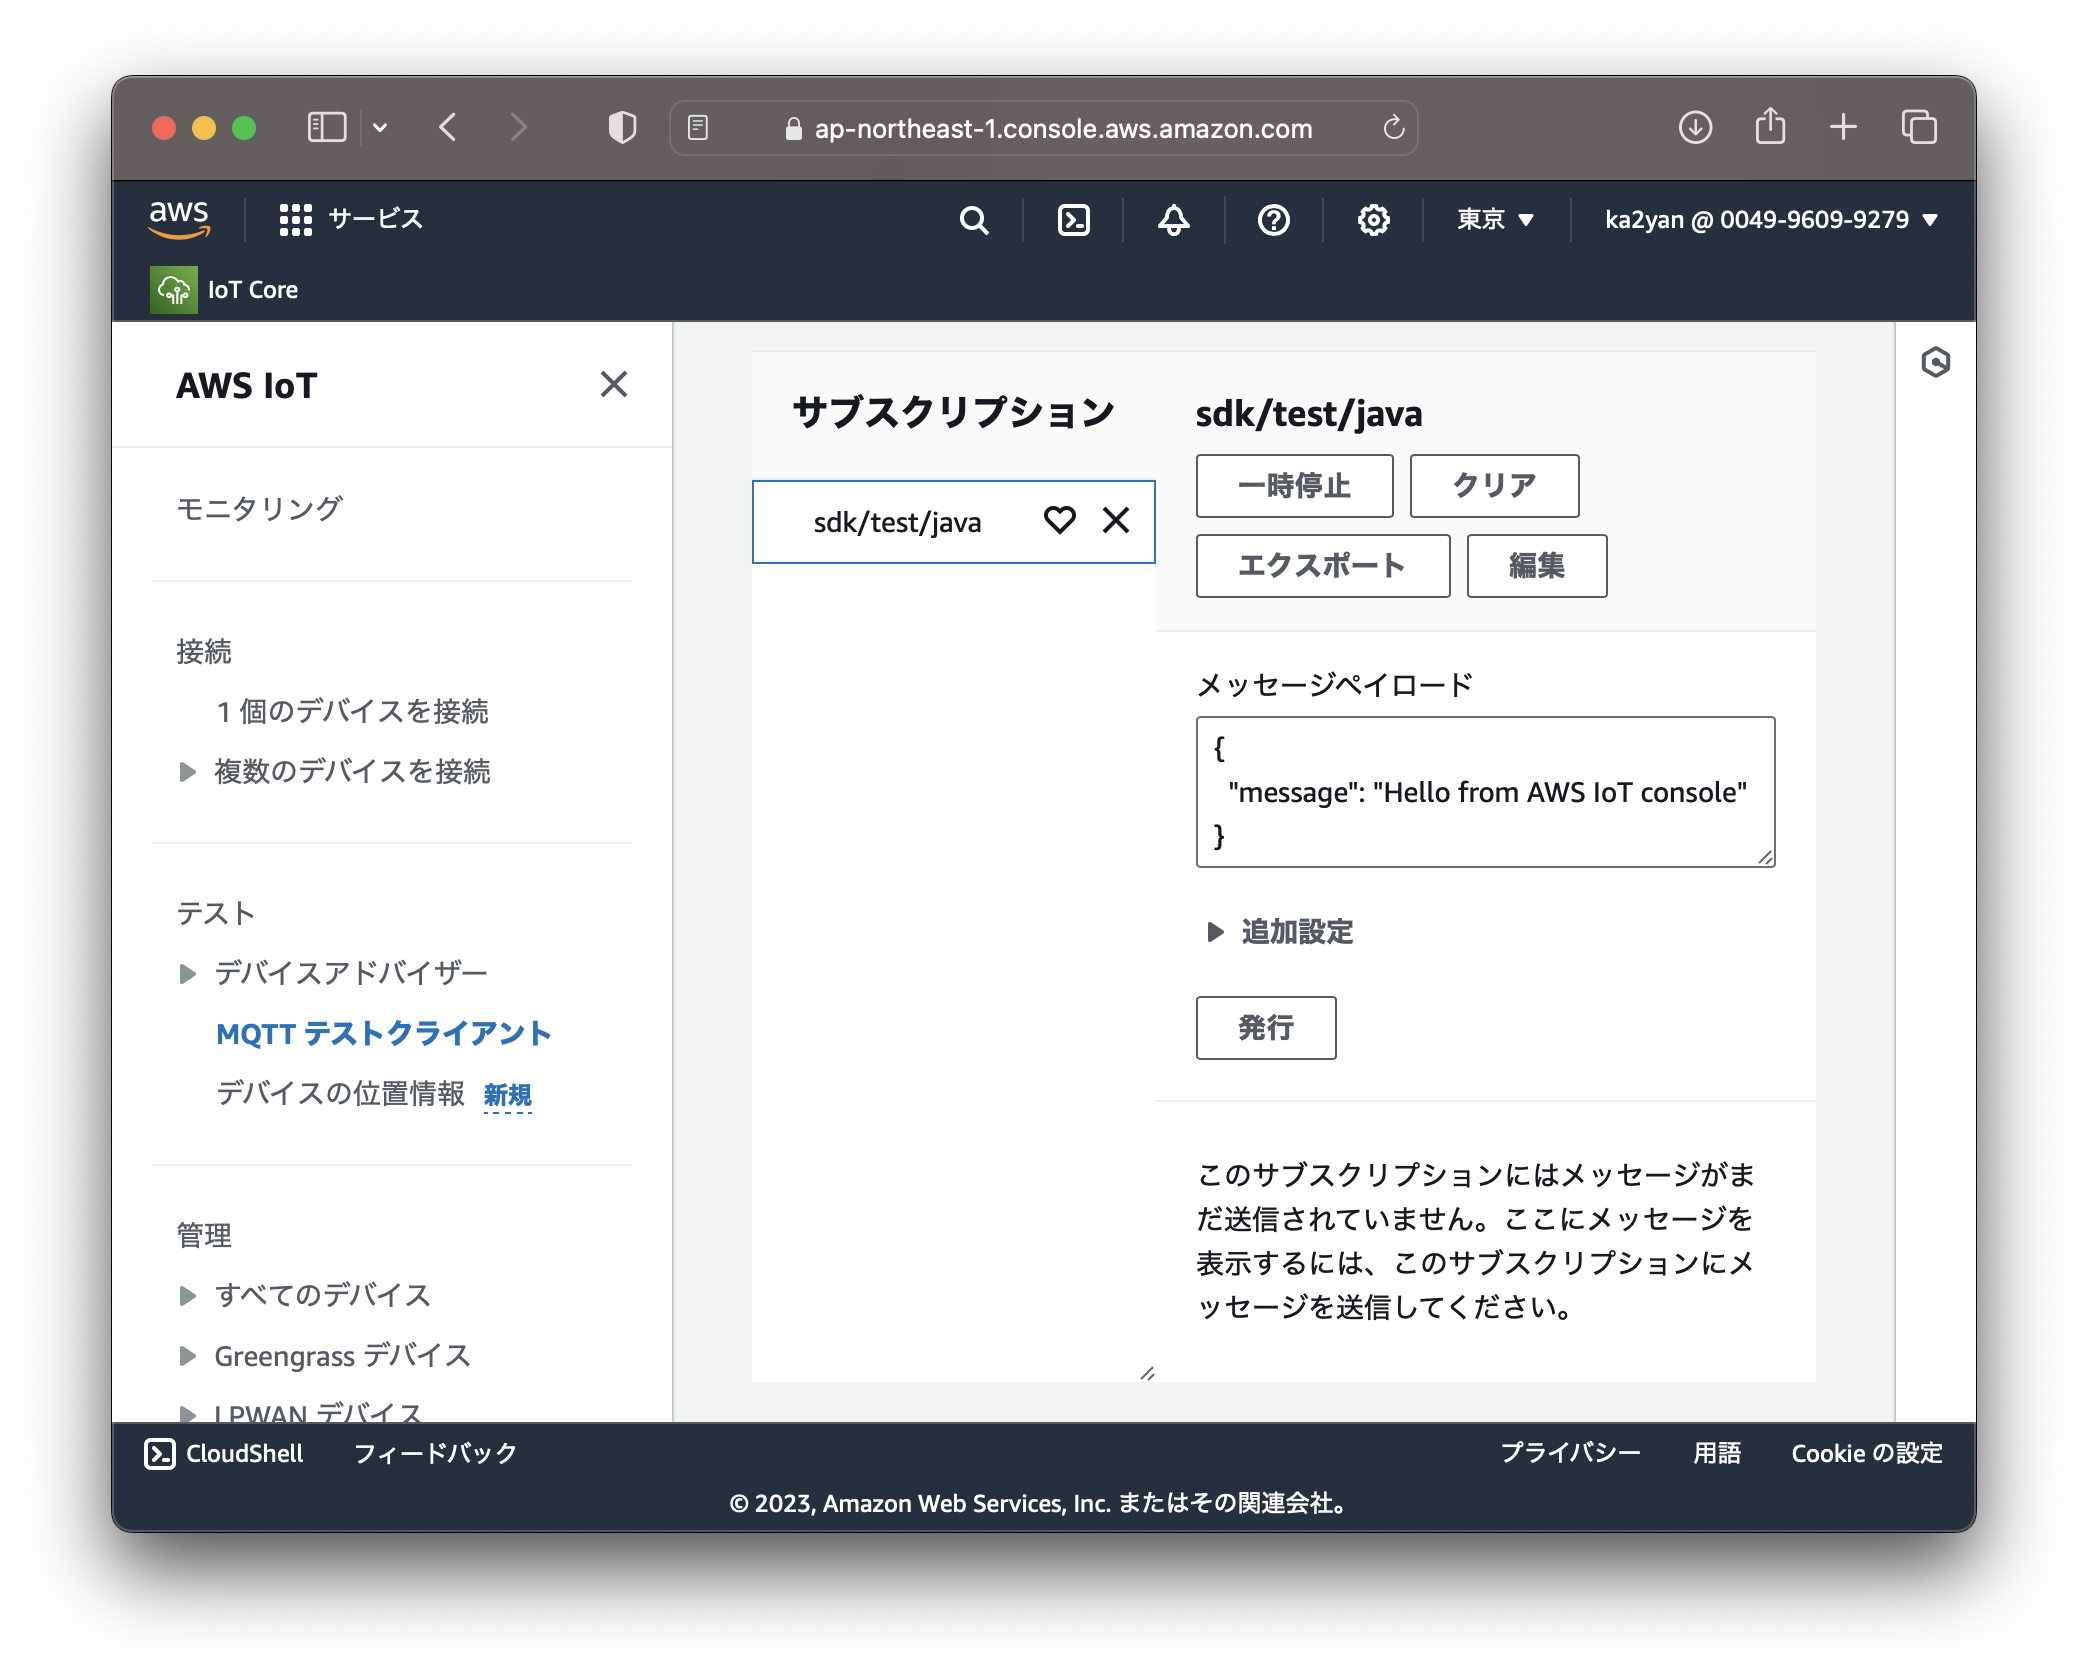 ap-northeast-1.console.aws.amazon.com
aws
サービス
東京
ka2yan @ 0049-9609-9279
IoT Core
AWS IoT
モニタリング
接続
1 個のデバイスを接続
複数のデバイスを接続
テスト
デバイスアドバイザー
MQTT テストクライアント
デバイスの位置情報 新規
管理
すべてのデバイス
Greengrass デバイス
LPWAN デバイス
サブスクリプション
sdk/test/java
sdk/test/java
一時停止
クリア
エクスポート
編集
メッセージペイロード
{
"message": "Hello from AWS IoT console"
}
追加設定
発行
このサブスクリプションにはメッセージがま
だ送信されていません。ここにメッセージを
表示するには、このサブスクリプションにメ
ッセージを送信してください。
CloudShell
フィードバック
プライバシー
用語
Cookie の設定
© 2023, Amazon Web Services, Inc. またはその関連会社。